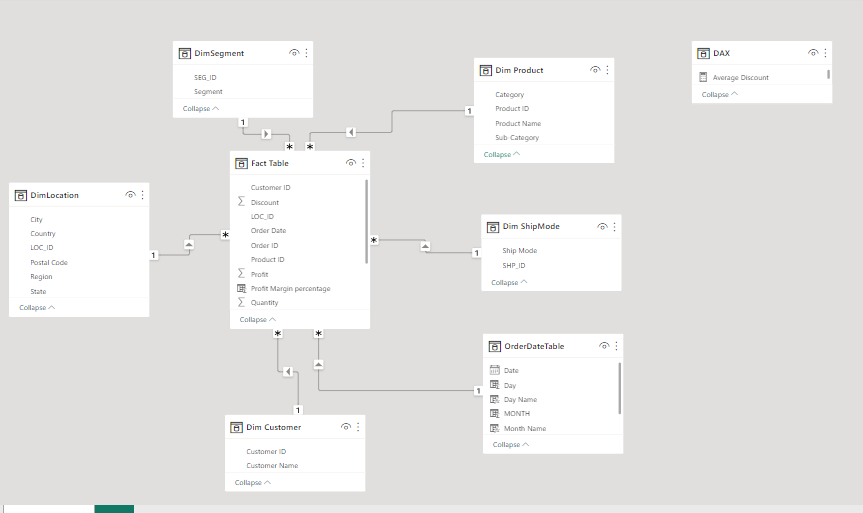 DimSegment
SEG_ID
Segment
Collapse
Dim Product
Category
Product ID
Product Name
Sub Category
Collapse
DAX
Average Discount
Collapse
1
1
*
*
Fact Table
Customer ID
Discount
LOC_ID
Order Date
Order ID
Product ID
Profit
Profit Margin percentage
Quantity
Collapse
DimLocation
City
Country
LOC_ID
Postal Code
Region
State
Collapse
1
*
*
1
Dim ShipMode
Ship Mode
SHP_ID
Collapse
*
*
OrderDateTable
Date
Day
Day Name
MONTH
Month Name
Collapse
1
1
Dim Customer
Customer ID
Customer Name
Collapse